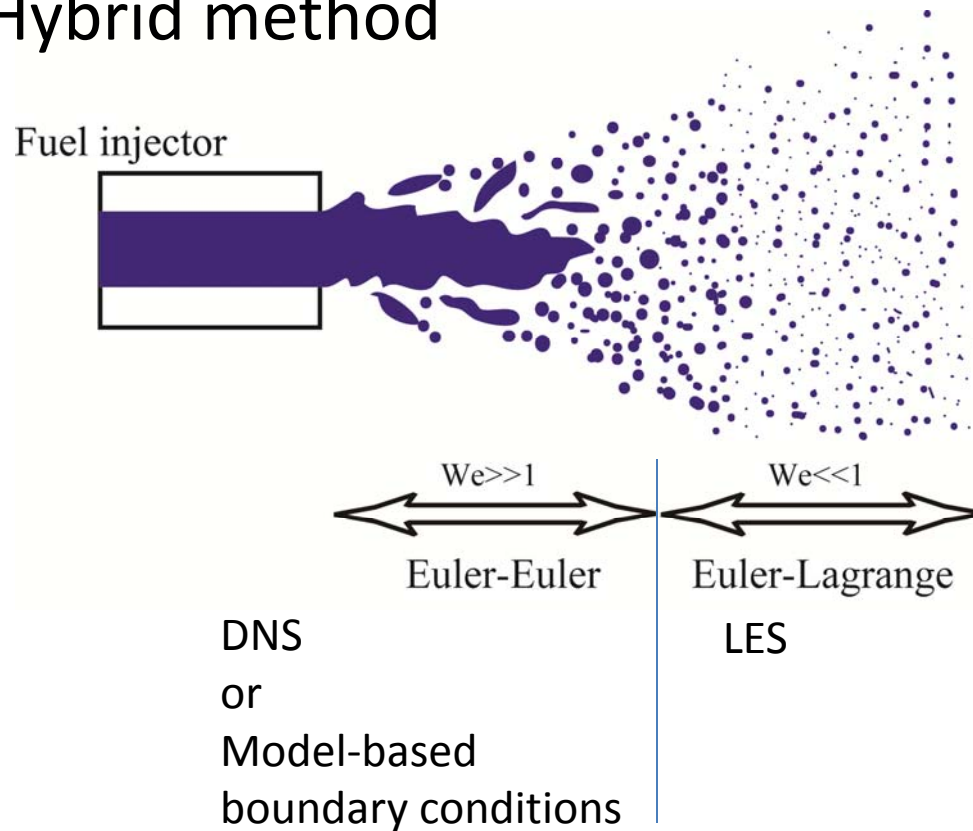 Hybrid method
Fuel injector
We>>1
We<<1
Euler-Euler
Euler-Lagrange
DNS
LES
or
Model-based
boundary conditions